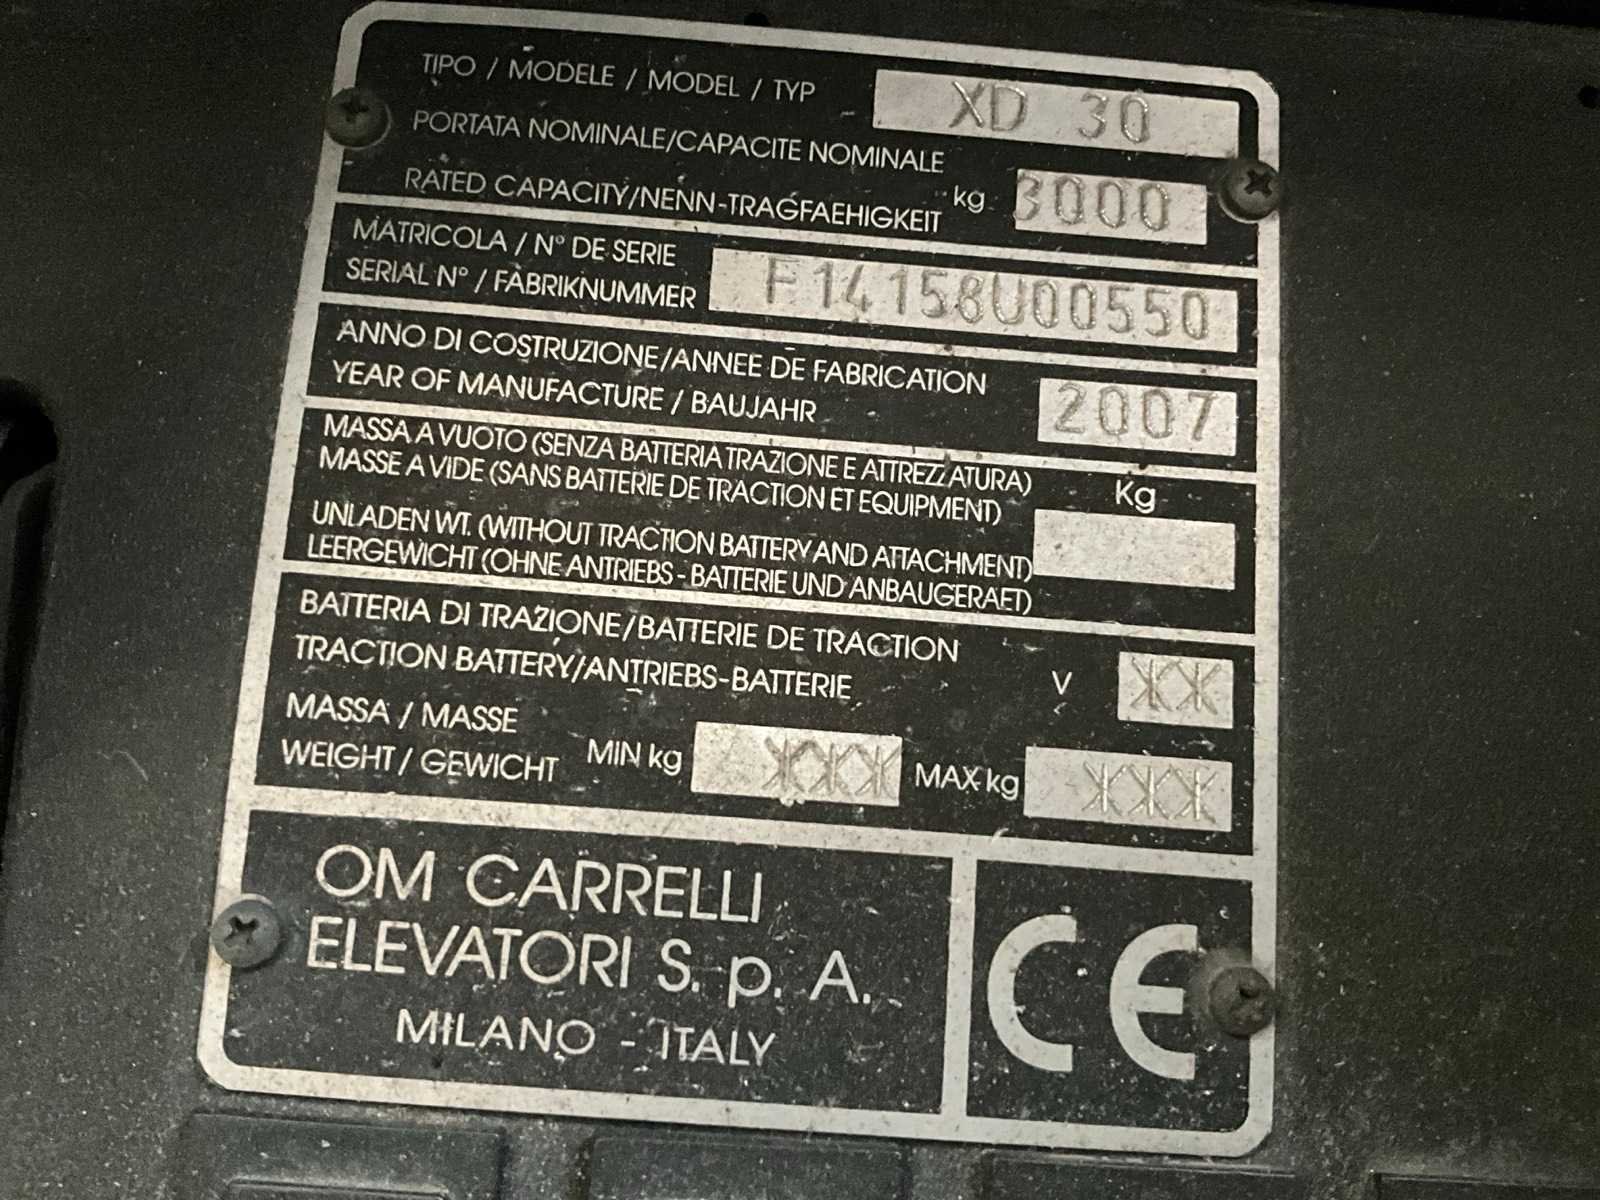 TIPO / MODELE / MODEL / TYP XD 30
PORTATA NOMINALE/CAPACITE NOMINALE
RATED CAPACITY/NENN-TRAGFAEHIGKEIT kg 3000
MATRICOLA / N° DE SERIE
SERIAL N° / FABRIKNUMMER F14158U00550
ANNO DI COSTRUZIONE/ANNEE DE FABRICATION
YEAR OF MANUFACTURE / BAUJAHR 2007
MASSA A VUOTO (SENZA BATTERIA TRAZIONE E ATTREZZATURA)
MASSE A VIDE (SANS BATTERIE DE TRACTION ET EQUIPMENT) Kg
UNLADEN WT. (WITHOUT TRACTION BATTERY AND ATTACHMENT)
LEERGEWICHT (OHNE ANTRIEBS - BATTERIE UND ANBAUGERAET)
BATTERIA DI TRAZIONE/BATTERIE DE TRACTION
TRACTION BATTERY/ANTRIEBS-BATTERIE V XX
MASSA / MASSE
WEIGHT / GEWICHT MIN kg XXX MAX kg XXX
OM CARRELLI
ELEVATORI S. p. A.
MILANO - ITALY
CE